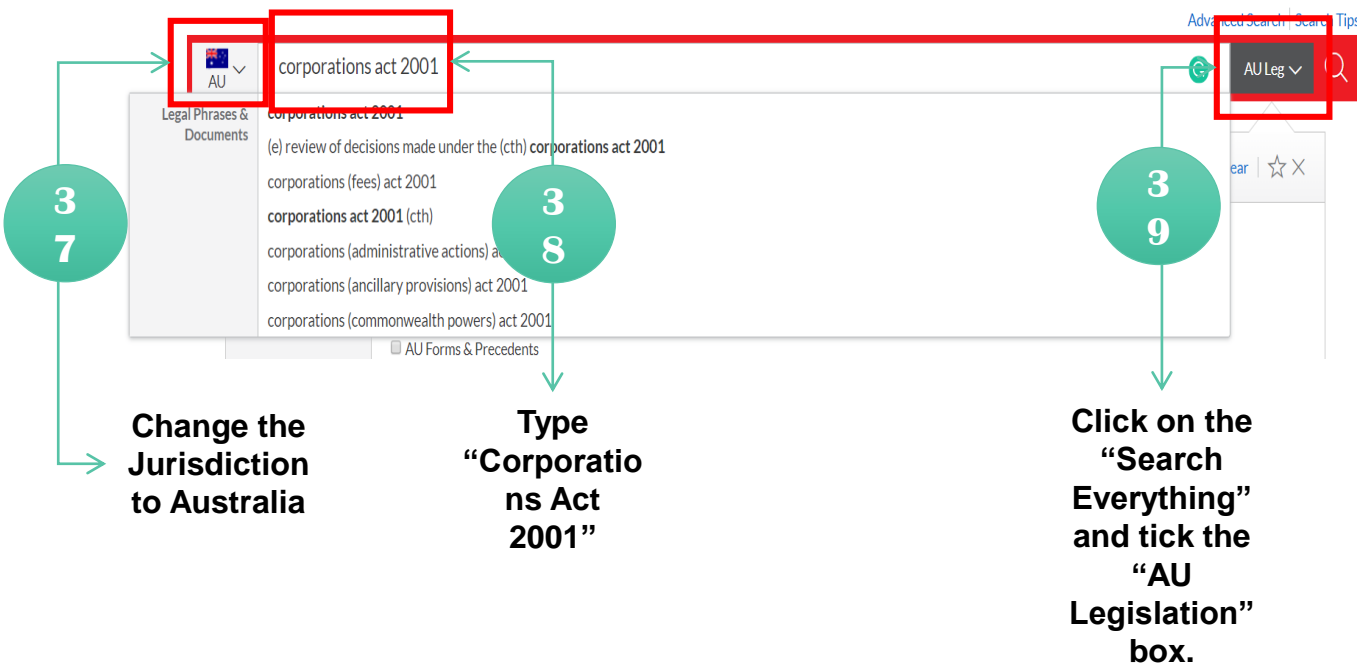 Advanced Search | Search Tips
AU
corporations act 2001
AU Leg
Legal Phrases &
Documents
corporations act 2001
(e) review of decisions made under the (cth) corporations act 2001
corporations (fees) act 2001
corporations act 2001 (cth)
corporations (administrative actions)
corporations (ancillary provisions) act 2001
corporations (commonwealth powers) act 2001
AU Forms & Precedents
ear
3
7
3
8
3
9
Change the
Jurisdiction
to Australia
Type
“Corporatio
ns Act
2001”
Click on the
“Search
Everything”
and tick the
“AU
Legislation”
box.